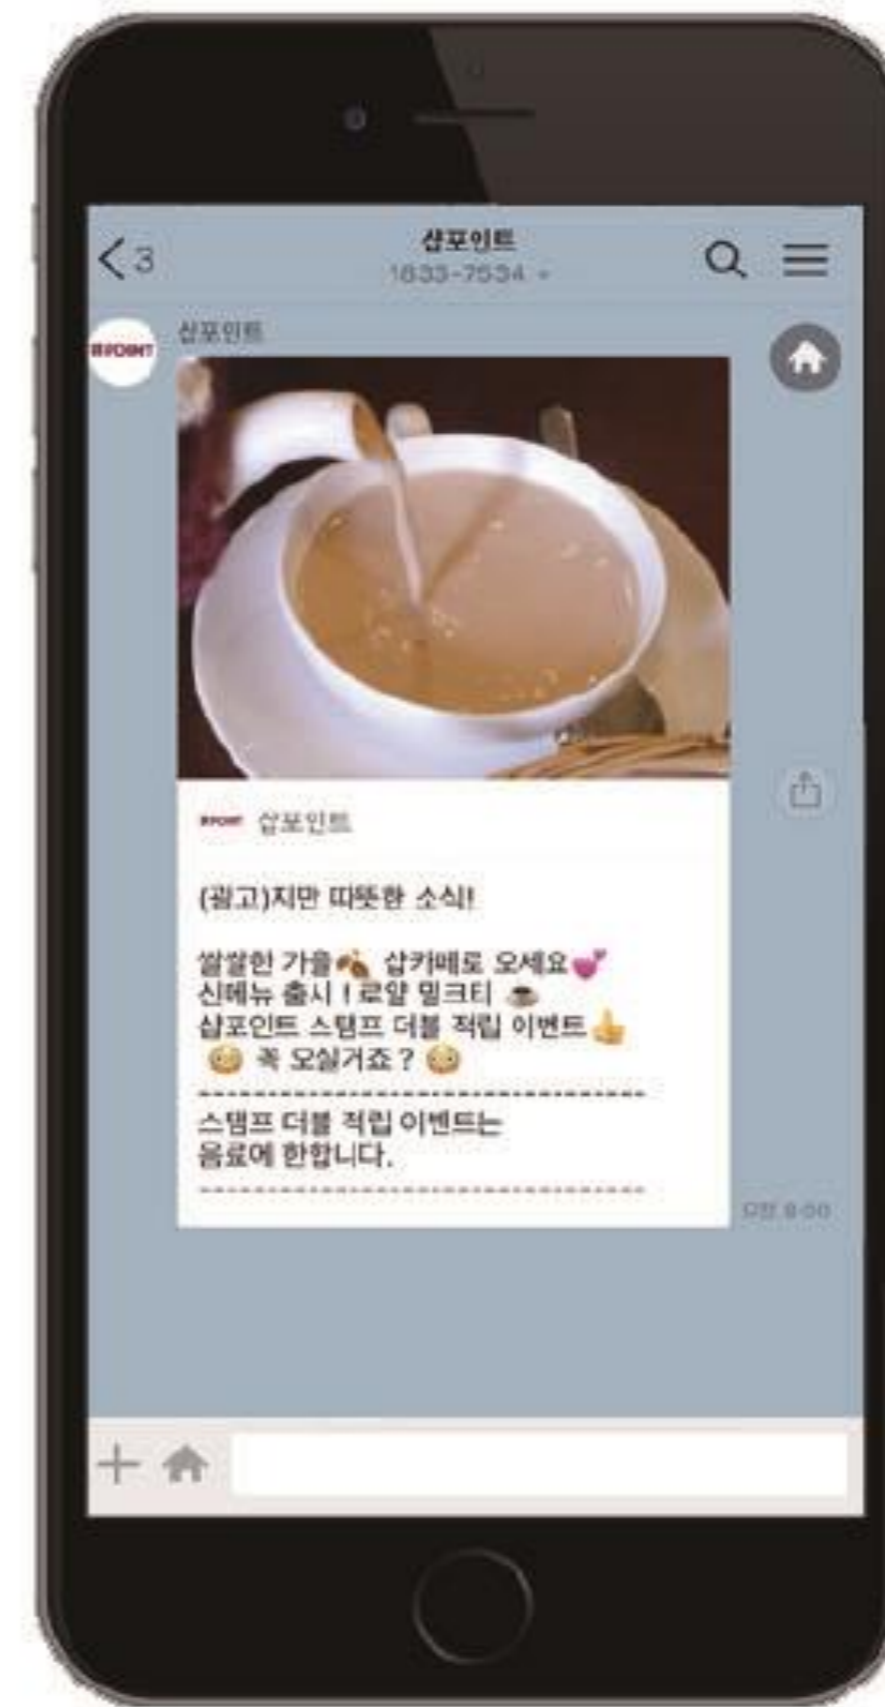 3
샵포인트
1633-7534
샵포인트
샵포인트
(광고)지만 따뜻한 소식!
쌀쌀한 가을🍂 샵카페로 오세요💕
신메뉴 출시 ! 로얄 밀크티 ☕
샵포인트 스탬프 더블 적립 이벤트👍
😳 꼭 오실거죠 ? 😳
---------------------------------
스탬프 더블 적립 이벤트는
음료에 한합니다.
---------------------------------